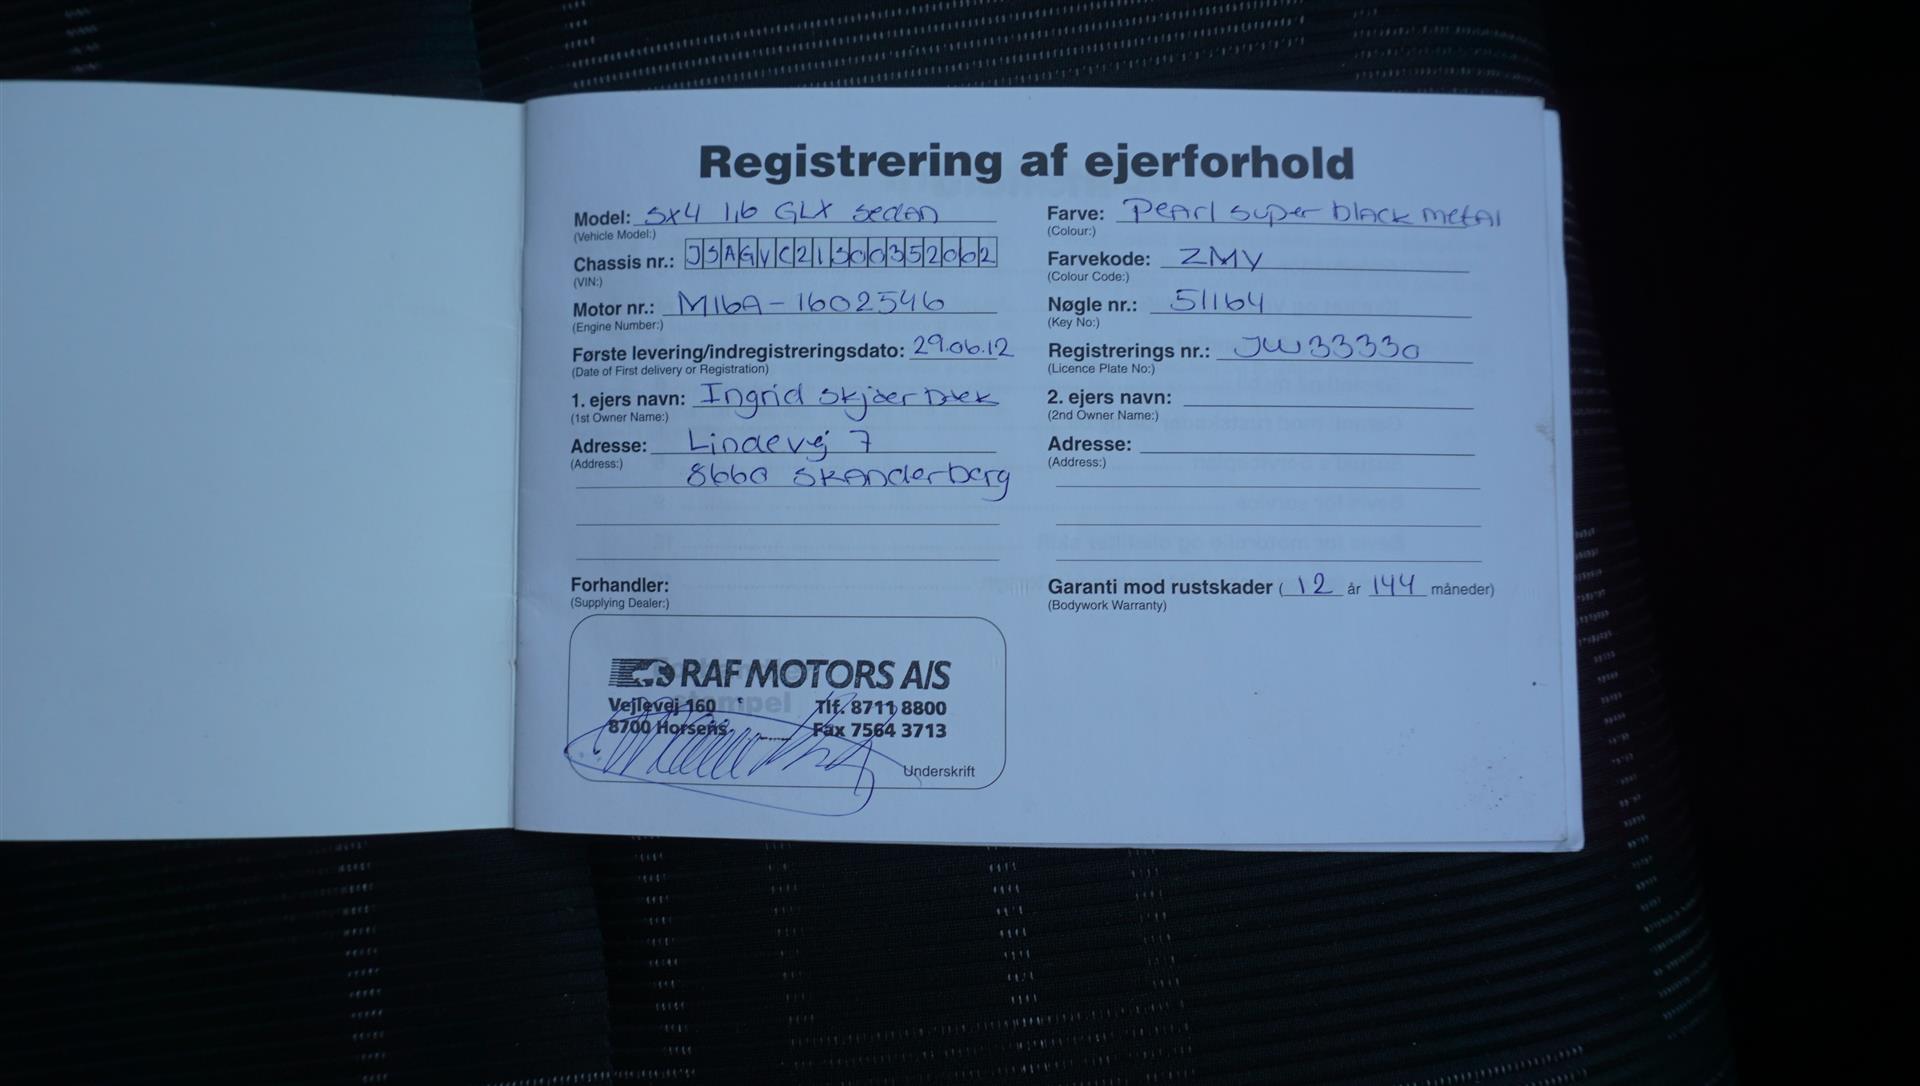 Registrering af ejerforhold
Model: SX4 1,6 GLX sedan
(Vehicle Model:)
Chassis nr.: JSAGVC21S00352062
(VIN:)
Motor nr.: M16A-1602546
(Engine Number:)
Første levering/indregistreringsdato: 29.06.12
(Date of First delivery or Registration)
1. ejers navn: Ingrid Skjær Bæk
(1st Owner Name:)
Adresse: Lindevej 7
(Address:)
8660 Skanderberg
Forhandler:
(Supplying Dealer:)
RAF MOTORS A/S
Vejlevej 160 Tlf. 8711 8800
8700 Horsens Fax 7564 3713
Underskrift
Farve: Pearl super black metal
(Colour:)
Farvekode: ZMV
(Colour Code:)
Nøgle nr.: 51164
(Key No:)
Registrerings nr.: JW33330
(Licence Plate No:)
2. ejers navn:
(2nd Owner Name:)
Adresse:
(Address:)
Garanti mod rustskader ( 12 år 144 måneder)
(Bodywork Warranty)